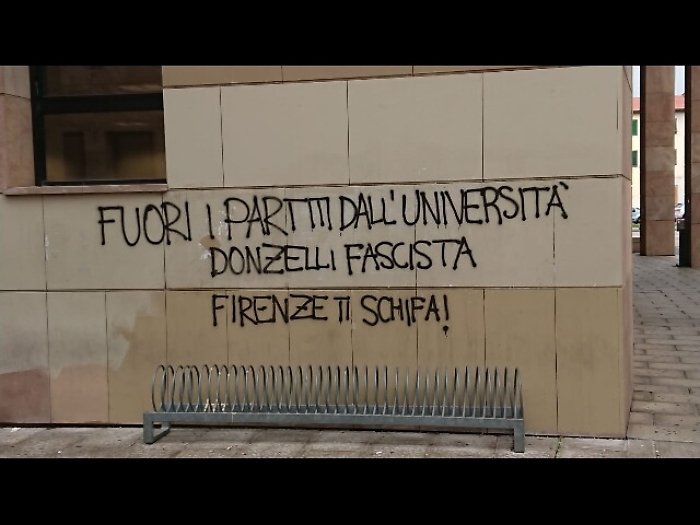 FUORI I PARTITI DALL'UNIVERSITÀ
DONZELLI FASCISTA
FIRENZE TI SCHIFA!